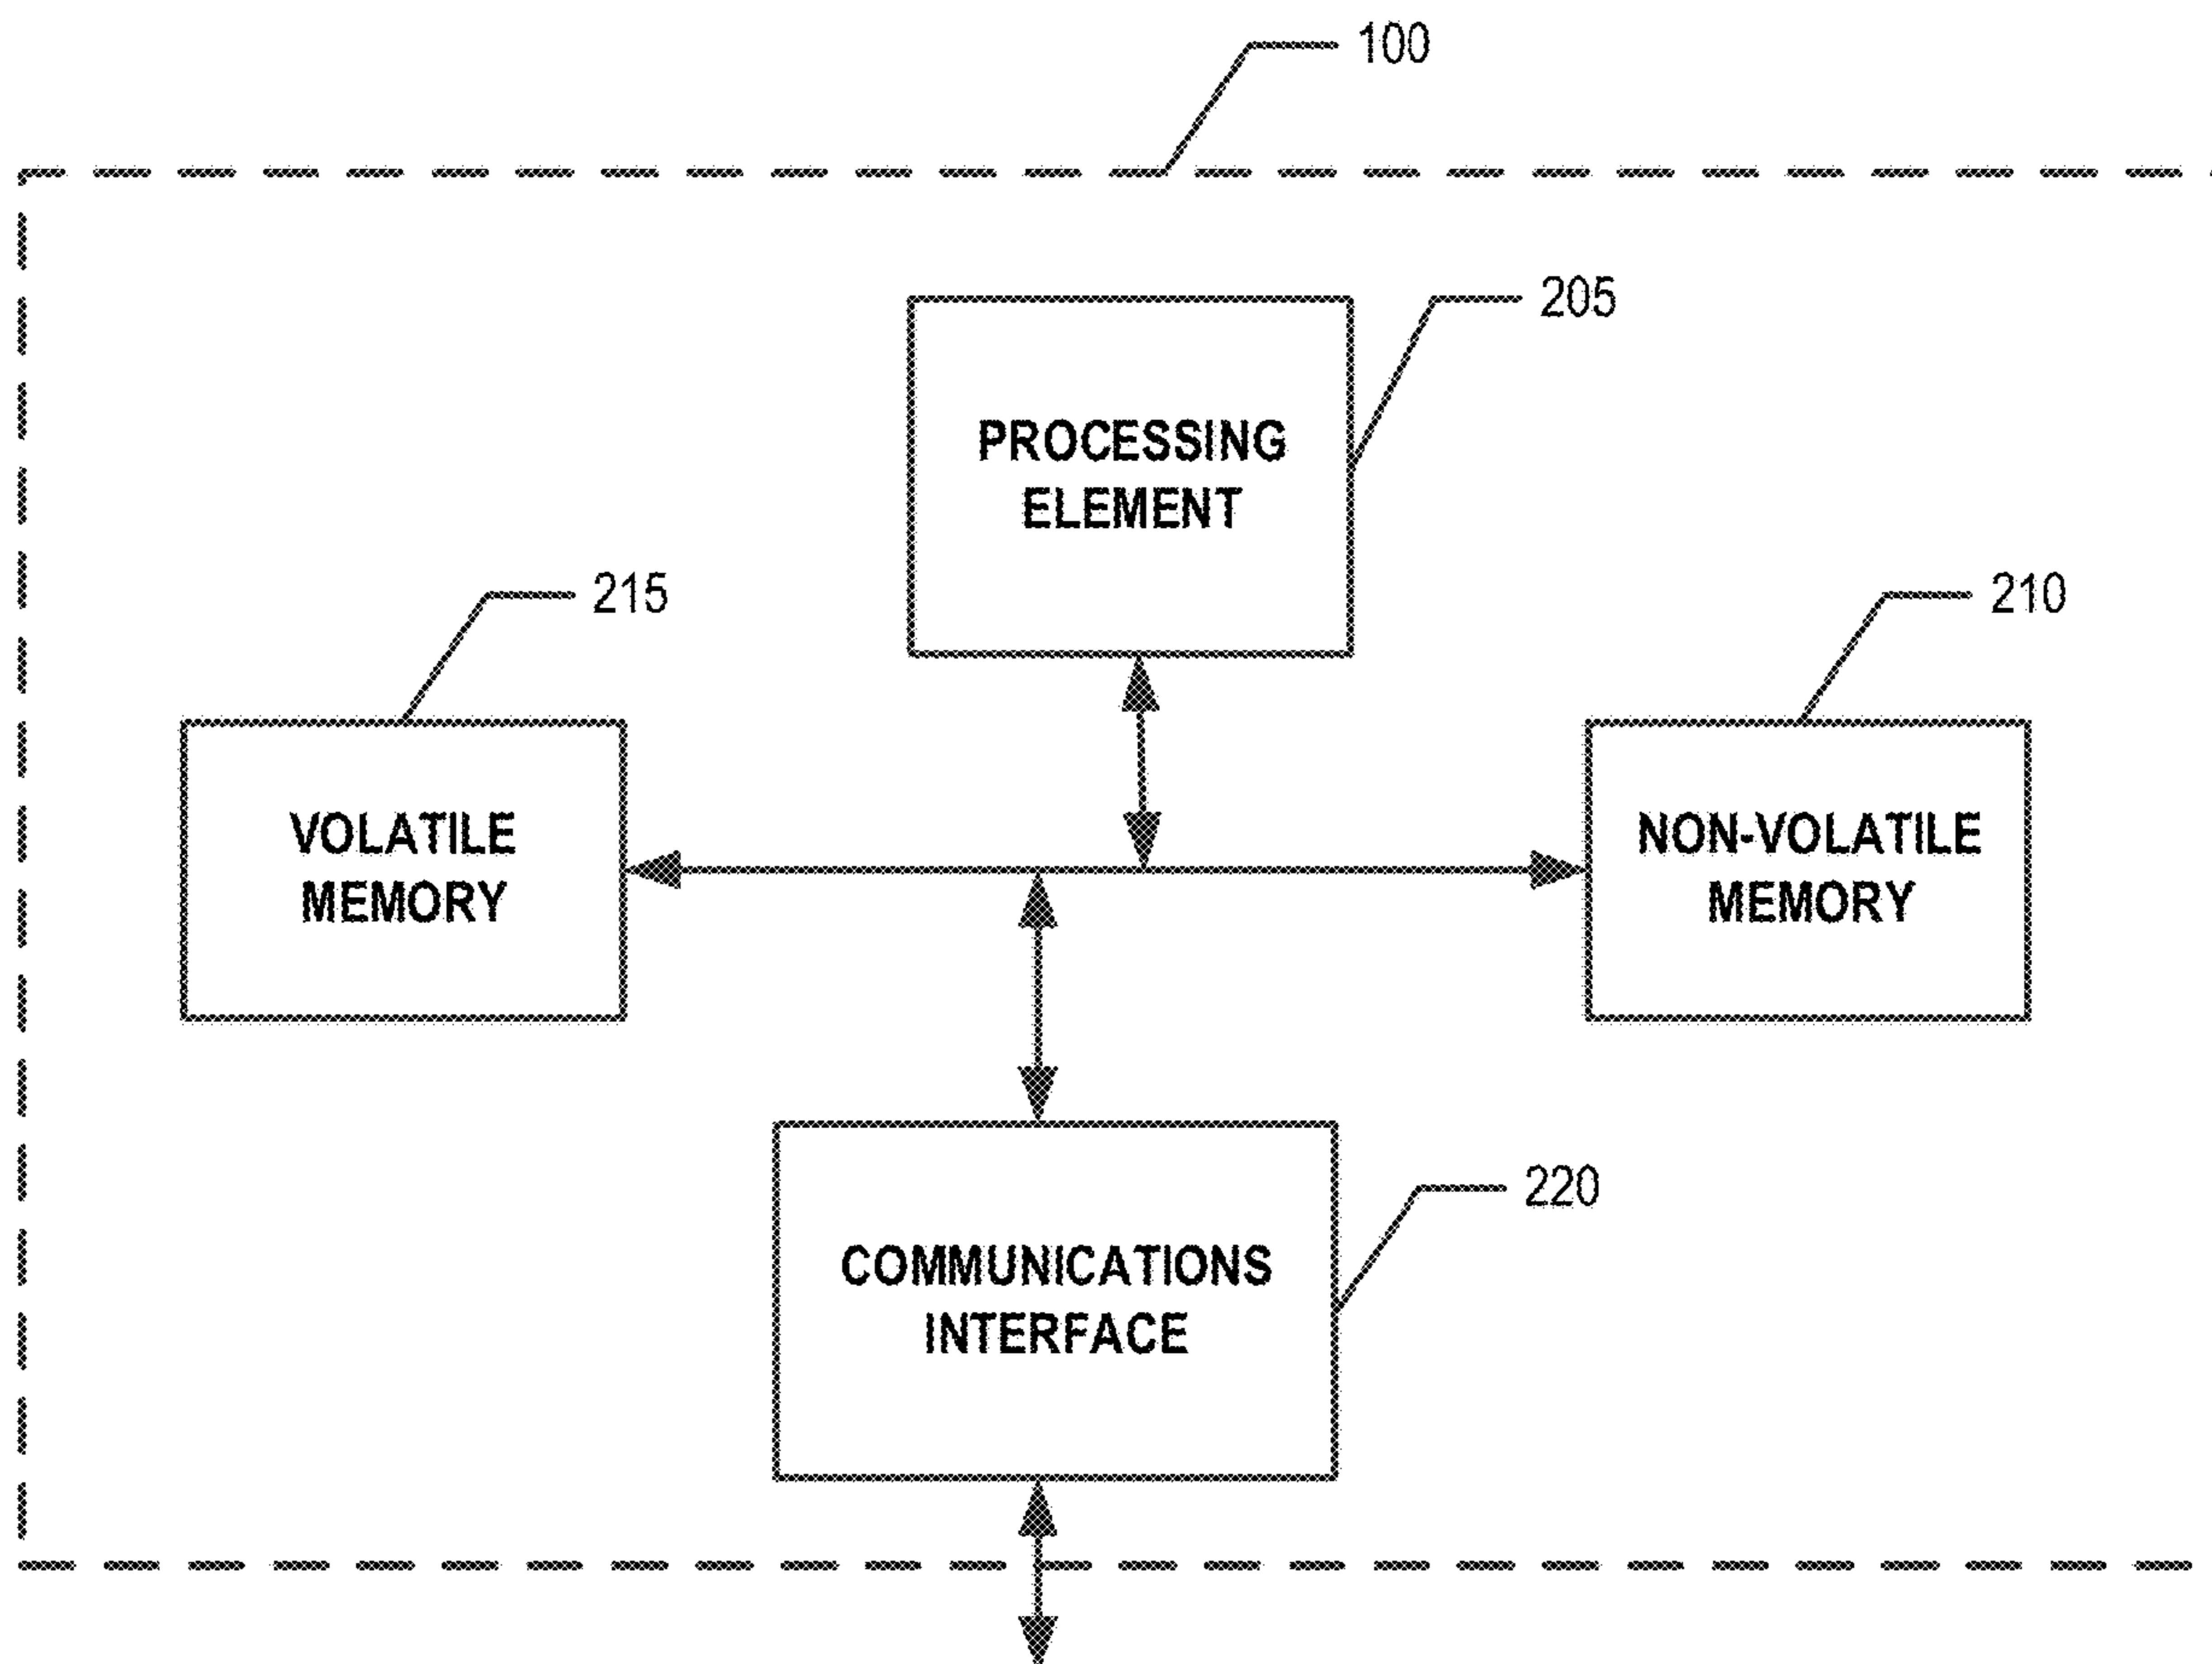 100
205
PROCESSING
ELEMENT
215
210
VOLATILE
MEMORY
NON-VOLATILE
MEMORY
220
COMMUNICATIONS
INTERFACE